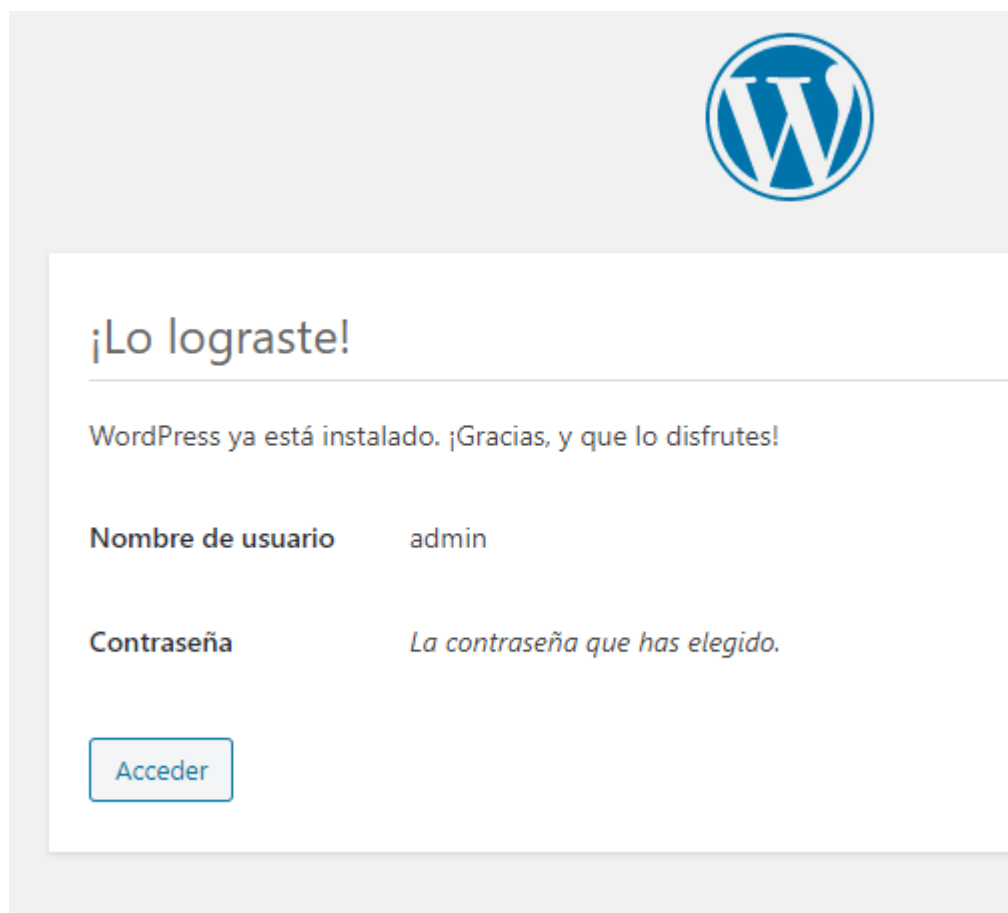 ¡Lo lograste!
WordPress ya está instalado. ¡Gracias, y que lo disfrutes!
Nombre de usuario admin
Contraseña La contraseña que has elegido.
Acceder